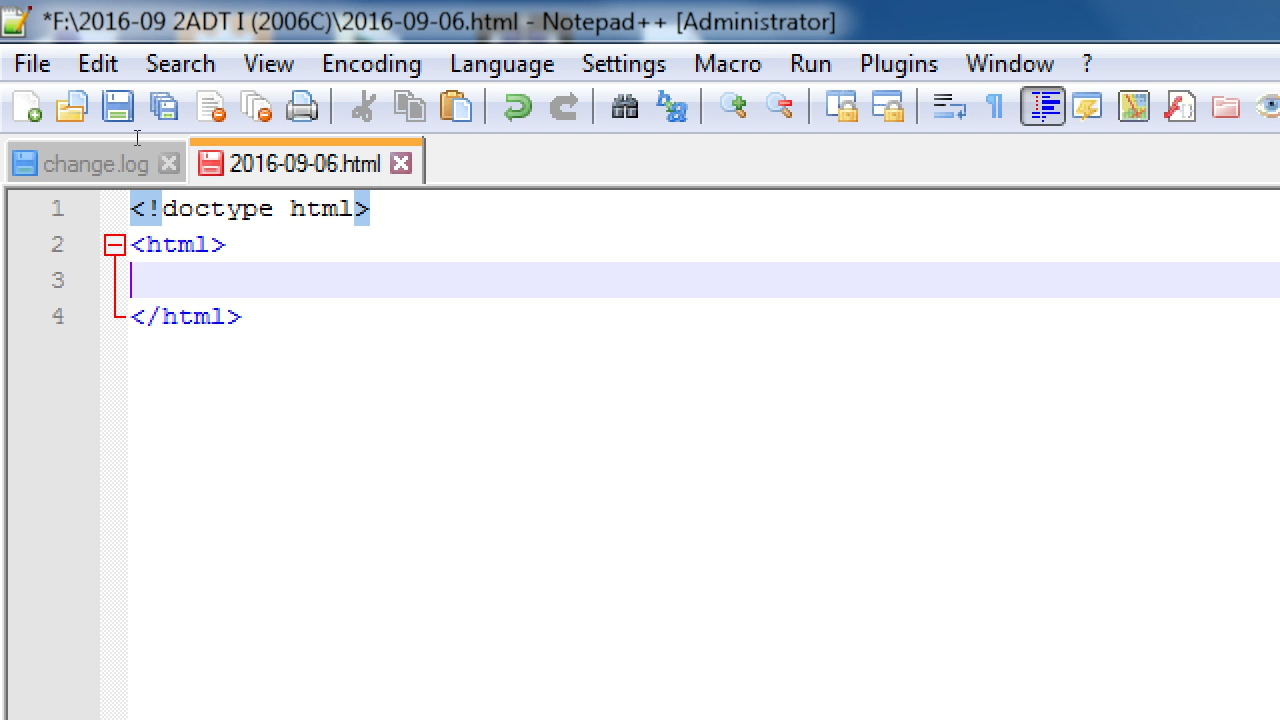 *F:\2016-09 2ADT I (2006C)\2016-09-06.html - Notepad++ [Administrator]
File Edit Search View Encoding Language Settings Macro Run Plugins Window ?
change.log 2016-09-06.html
1 <!doctype html>
2 <html>
3
4 </html>